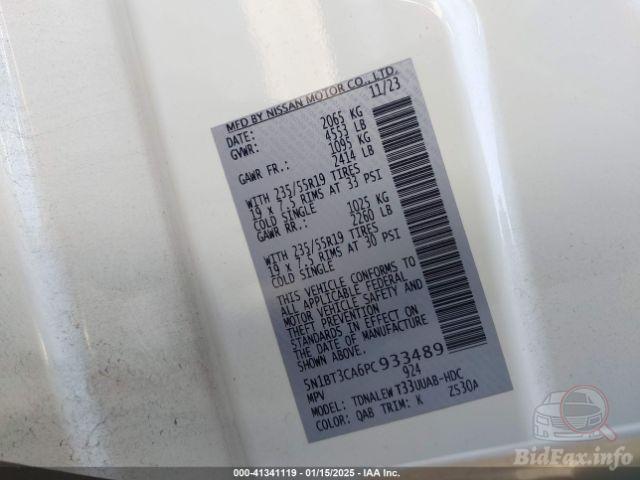 MFD BY NISSAN MOTOR CO., LTD.
DATE: 11/23
GVWR: 2065 KG
4553 LB
GAWR FR.: 1095 KG
2414 LB
WITH 235/55R19 TIRES
19 x 7.5 RIMS AT 33 PSI
COLD SINGLE
GAWR RR.: 1025 KG
2260 LB
WITH 235/55R19 TIRES
19 x 7.5 RIMS AT 30 PSI
COLD SINGLE
THIS VEHICLE CONFORMS TO
ALL APPLICABLE FEDERAL
MOTOR VEHICLE SAFETY AND
THEFT PREVENTION
STANDARDS IN EFFECT ON
THE DATE OF MANUFACTURE
SHOWN ABOVE.
5N1BT3CA6PC933489
MPV 924
MODEL: TDNALEW T33UUAB-HDC
COLOR: QAB TRIM: K ZS30A
000-41341119 - 01/15/2025 - IAA Inc.
BidFax.info